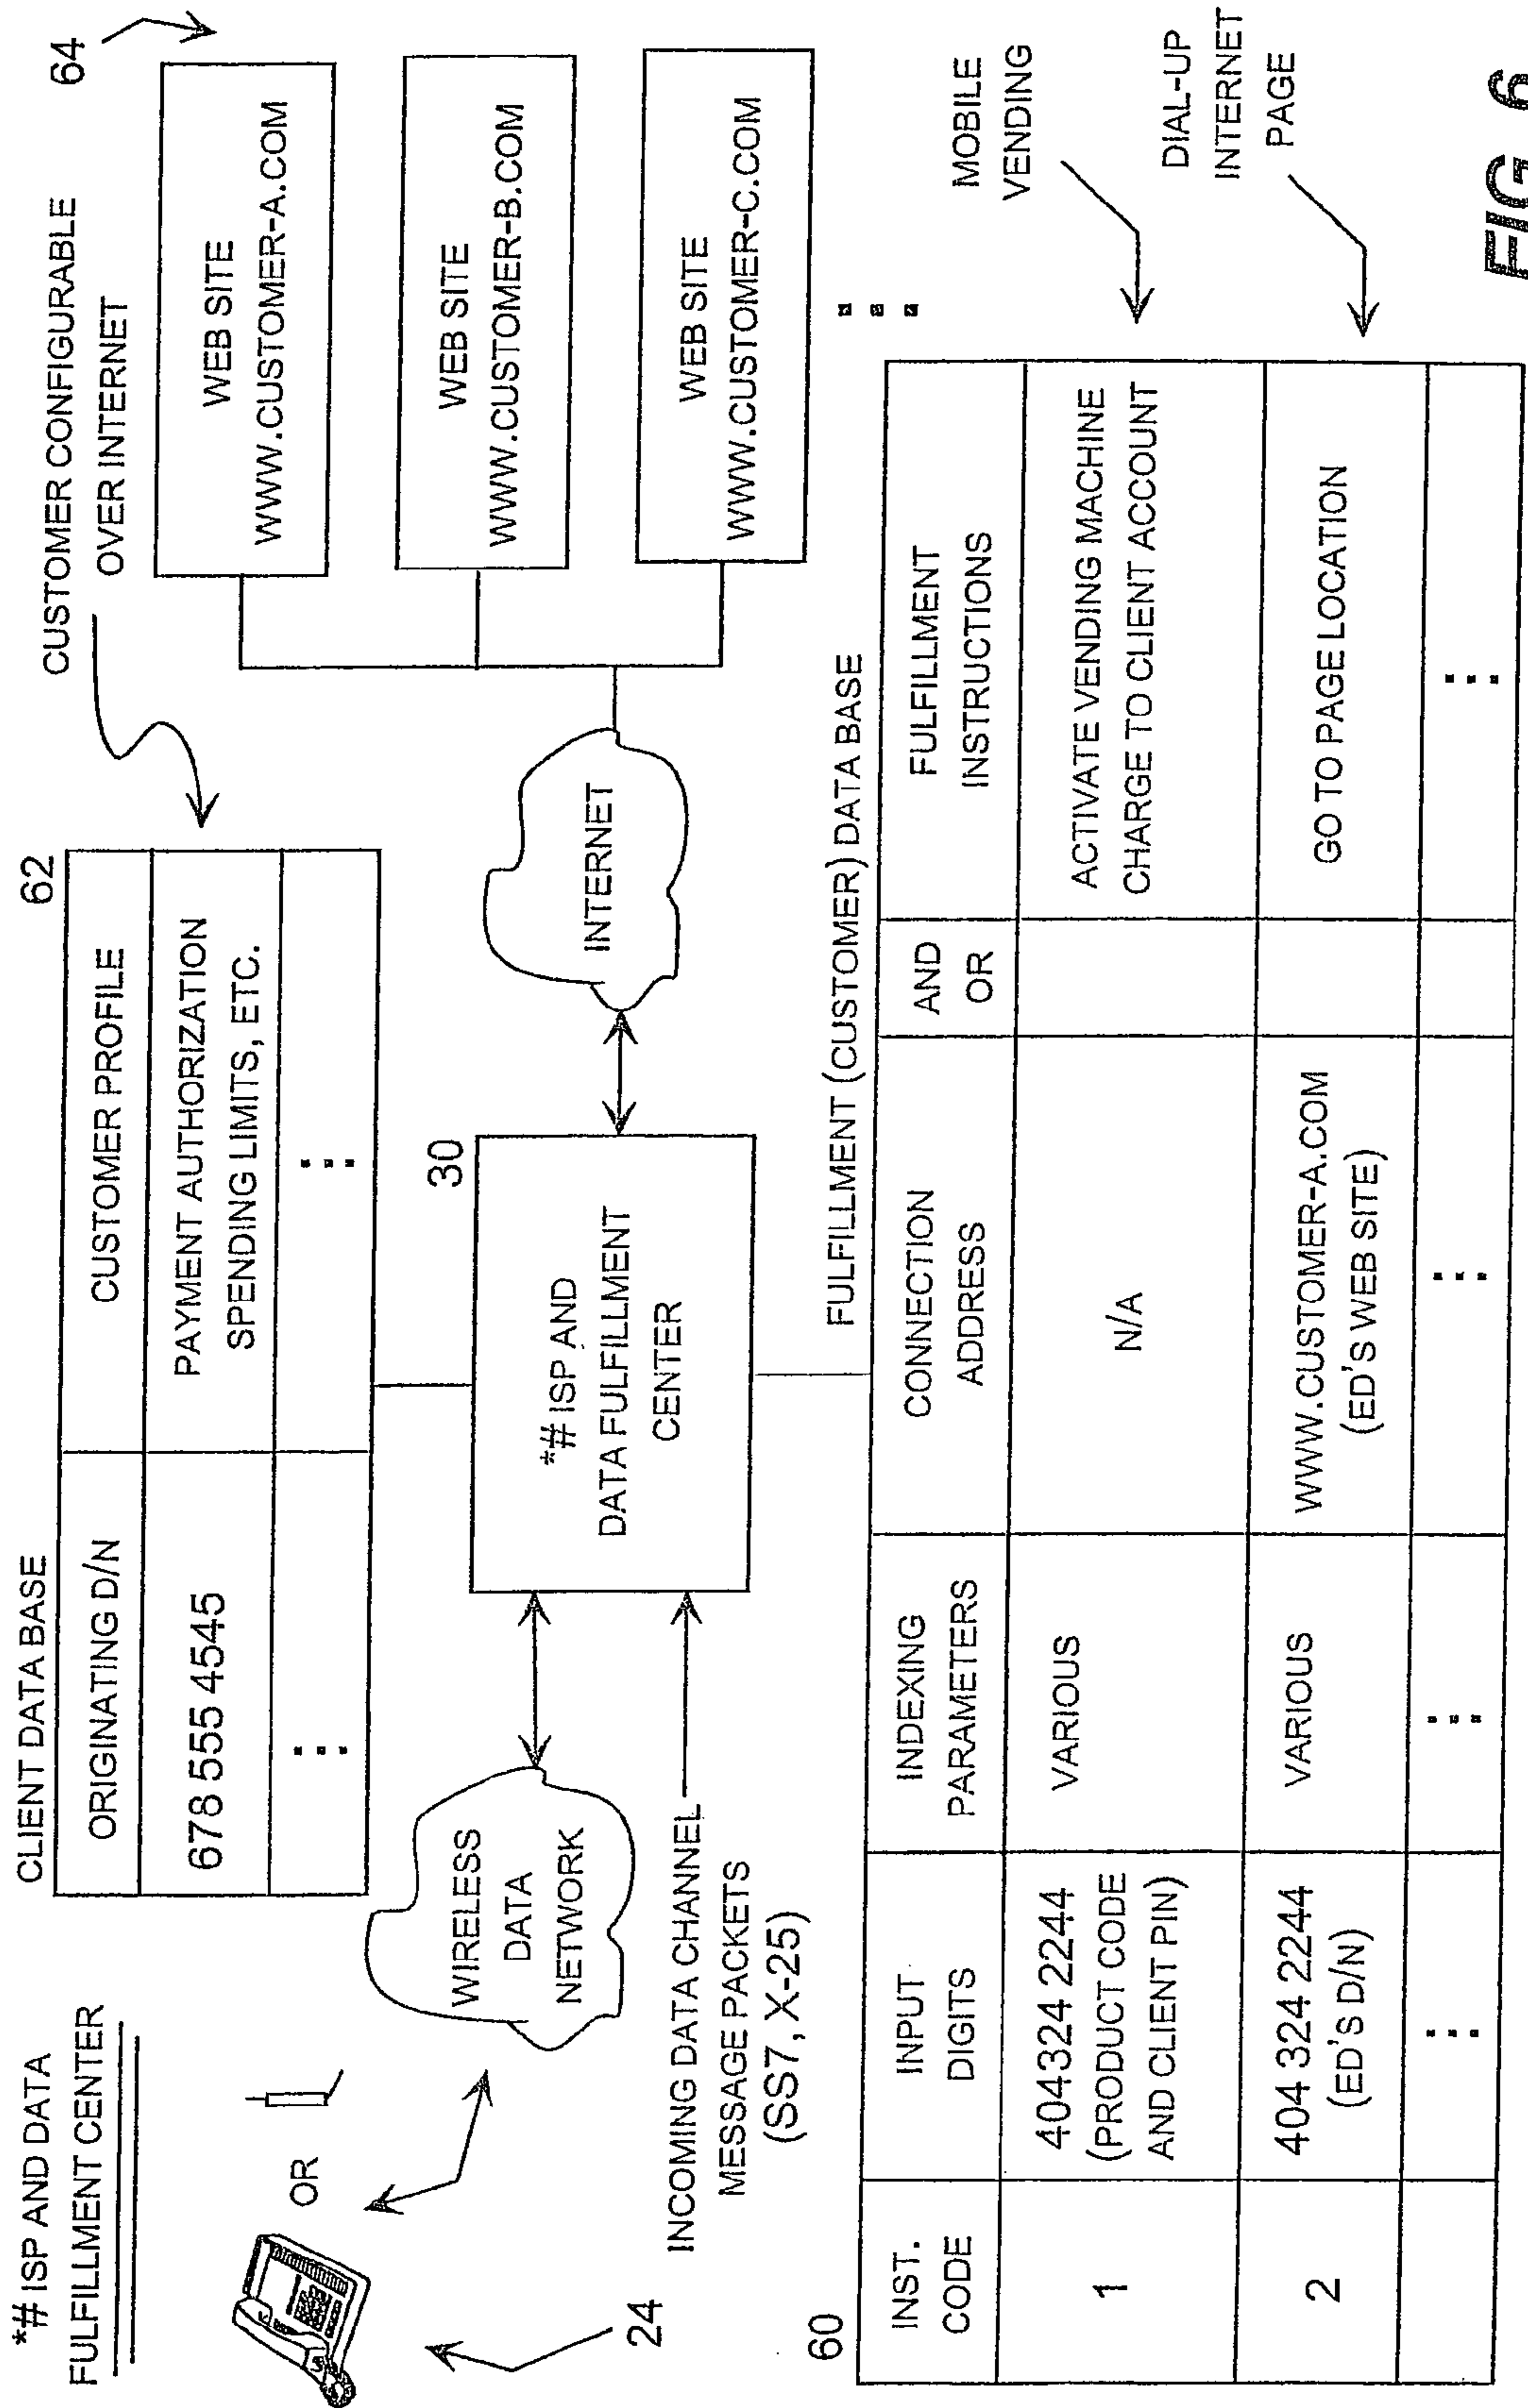 *# ISP AND DATA
FULFILLMENT CENTER
OR
24
CLIENT DATA BASE
62
ORIGINATING D/N
CUSTOMER PROFILE
678 555 4545
PAYMENT AUTHORIZATION
SPENDING LIMITS, ETC.
...
...
CUSTOMER CONFIGURABLE
OVER INTERNET
64
WEB SITE
WWW.CUSTOMER-A.COM
WEB SITE
WWW.CUSTOMER-B.COM
WEB SITE
WWW.CUSTOMER-C.COM
...
WIRELESS
DATA
NETWORK
30
*# ISP AND
DATA FULFILLMENT
CENTER
INTERNET
INCOMING DATA CHANNEL
MESSAGE PACKETS
(SS7, X-25)
60
FULFILLMENT (CUSTOMER) DATA BASE
INST.
CODE
INPUT
DIGITS
INDEXING
PARAMETERS
CONNECTION
ADDRESS
AND
OR
FULFILLMENT
INSTRUCTIONS
1
404324 2244
(PRODUCT CODE
AND CLIENT PIN)
VARIOUS
N/A
ACTIVATE VENDING MACHINE
CHARGE TO CLIENT ACCOUNT
2
404 324 2244
(ED'S D/N)
VARIOUS
WWW.CUSTOMER-A.COM
(ED'S WEB SITE)
GO TO PAGE LOCATION
...
...
...
...
MOBILE
VENDING
DIAL-UP
INTERNET
PAGE
FIG 6